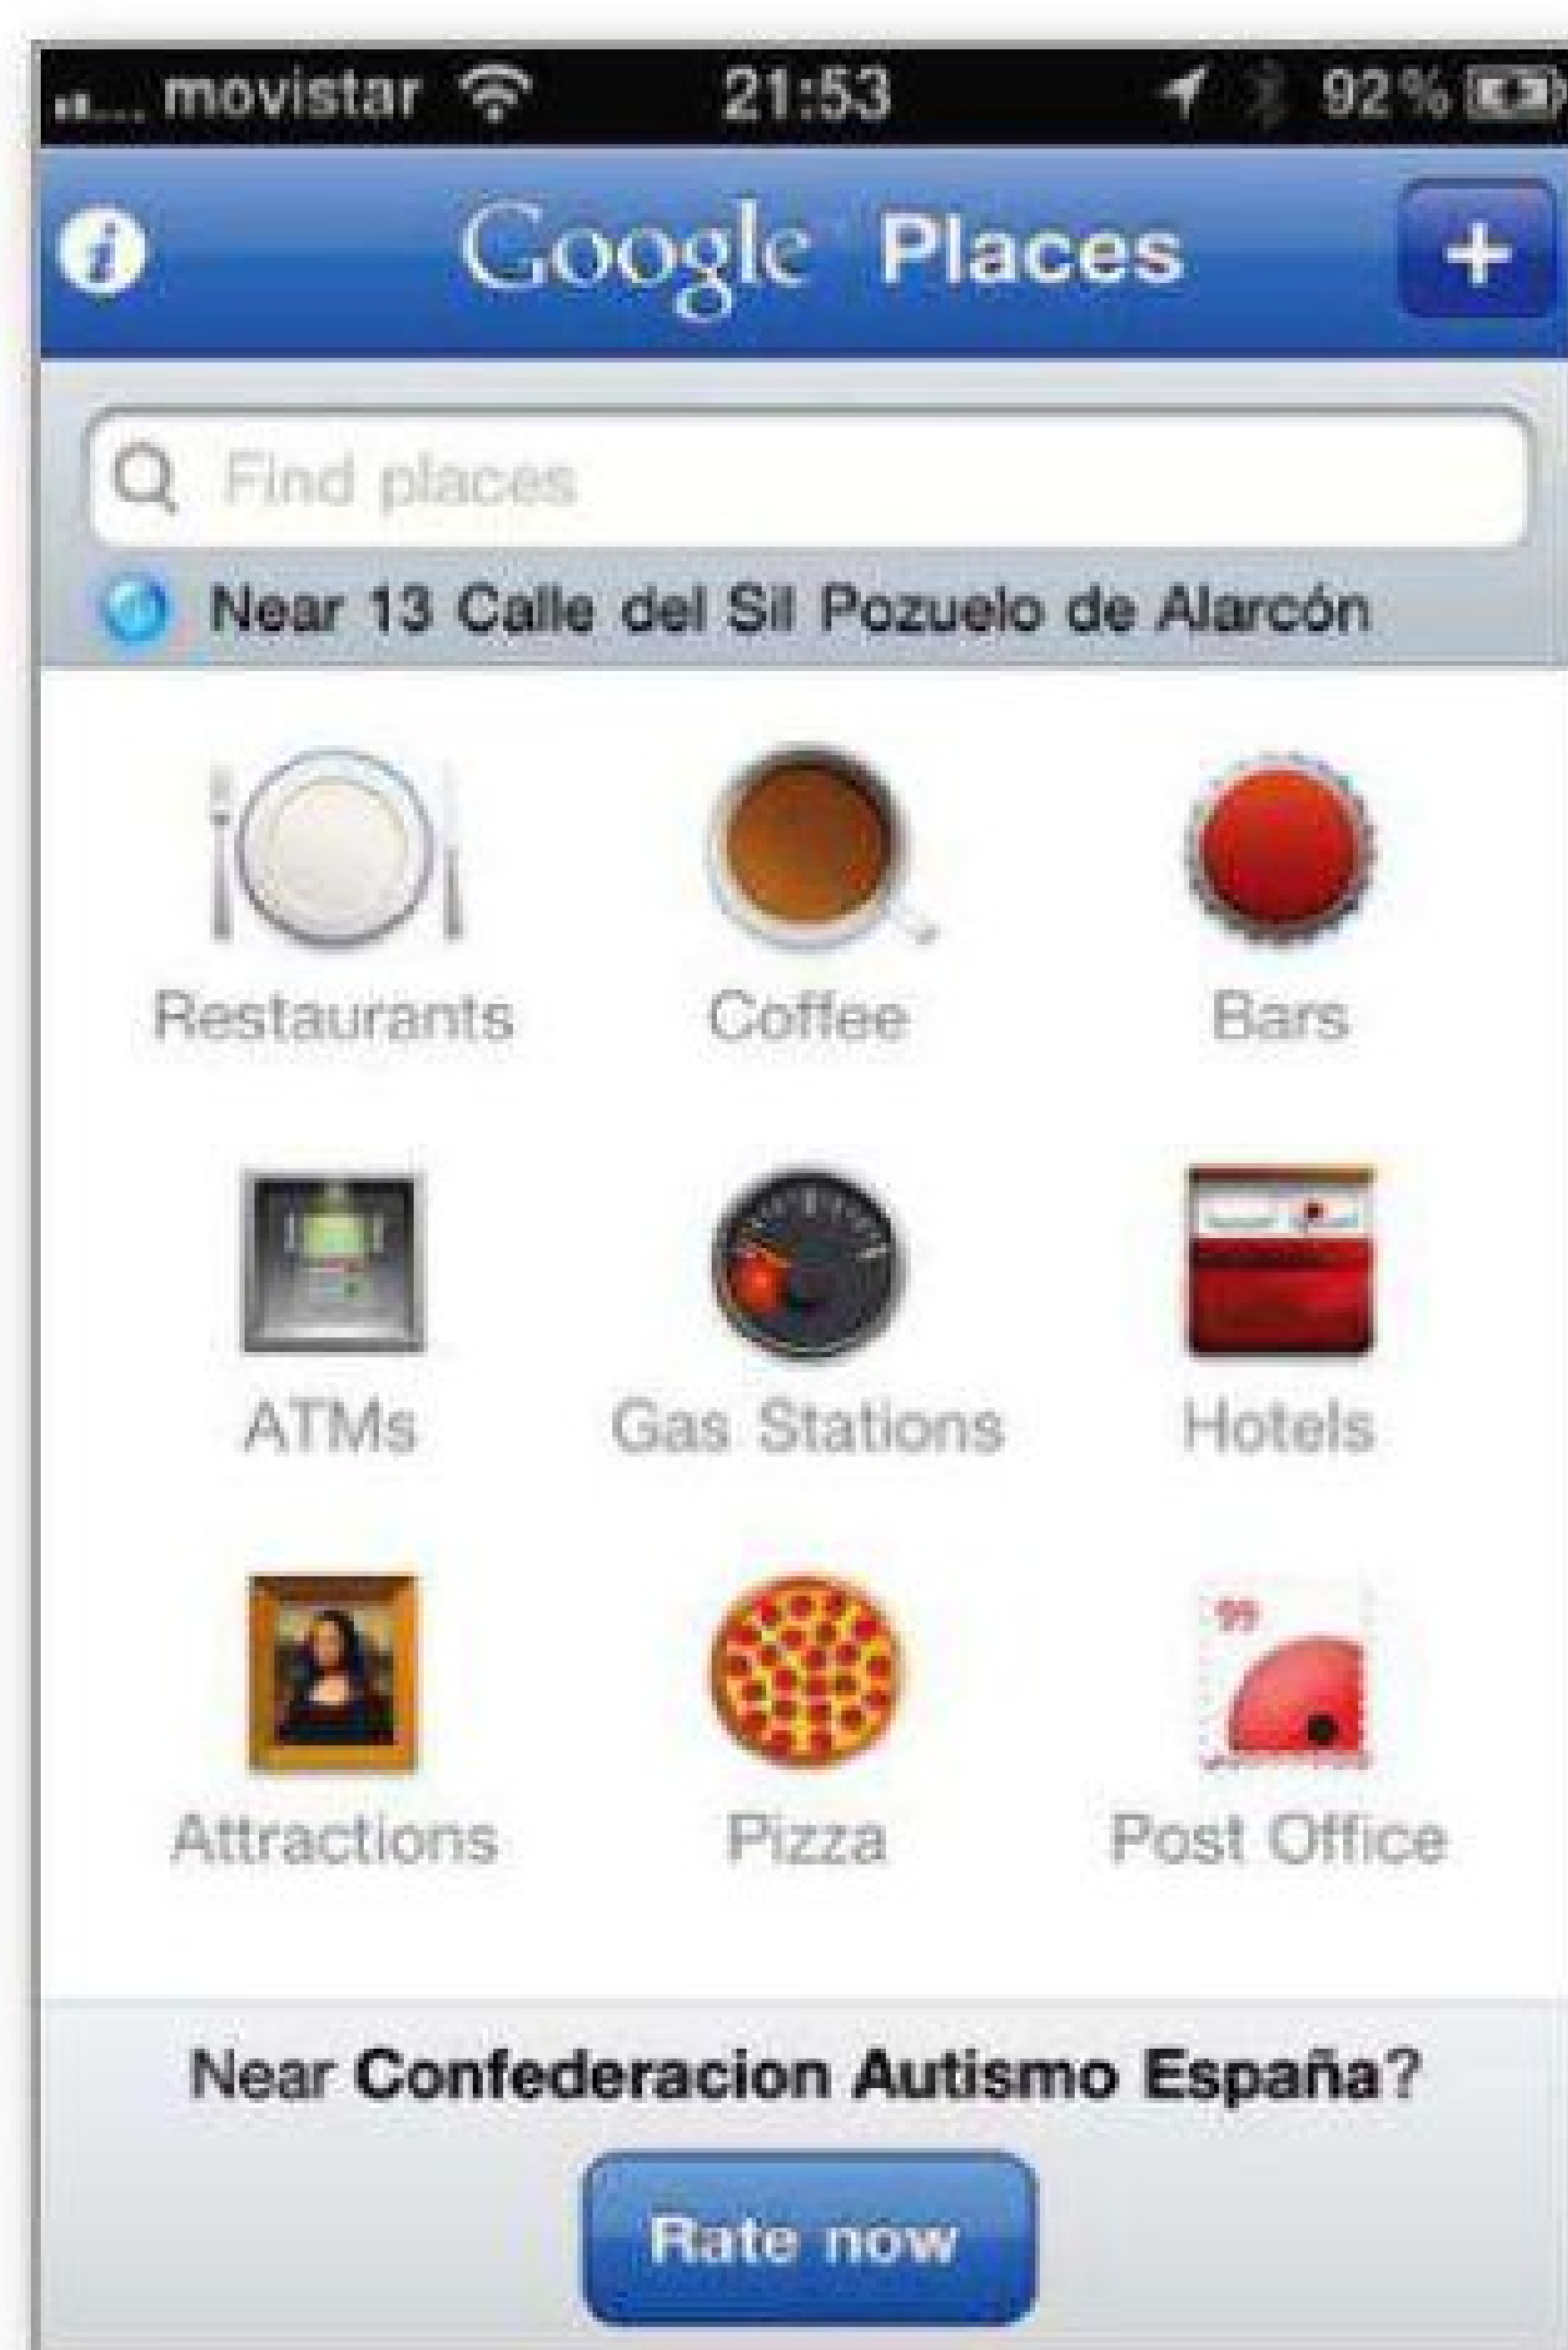 movistar 21:53 92%
i Google Places +
Find places
Near 13 Calle del Sil Pozuelo de Alarcón
Restaurants Coffee Bars
ATMs Gas Stations Hotels
99
Attractions Pizza Post Office
Near Confederacion Autismo España?
Rate now